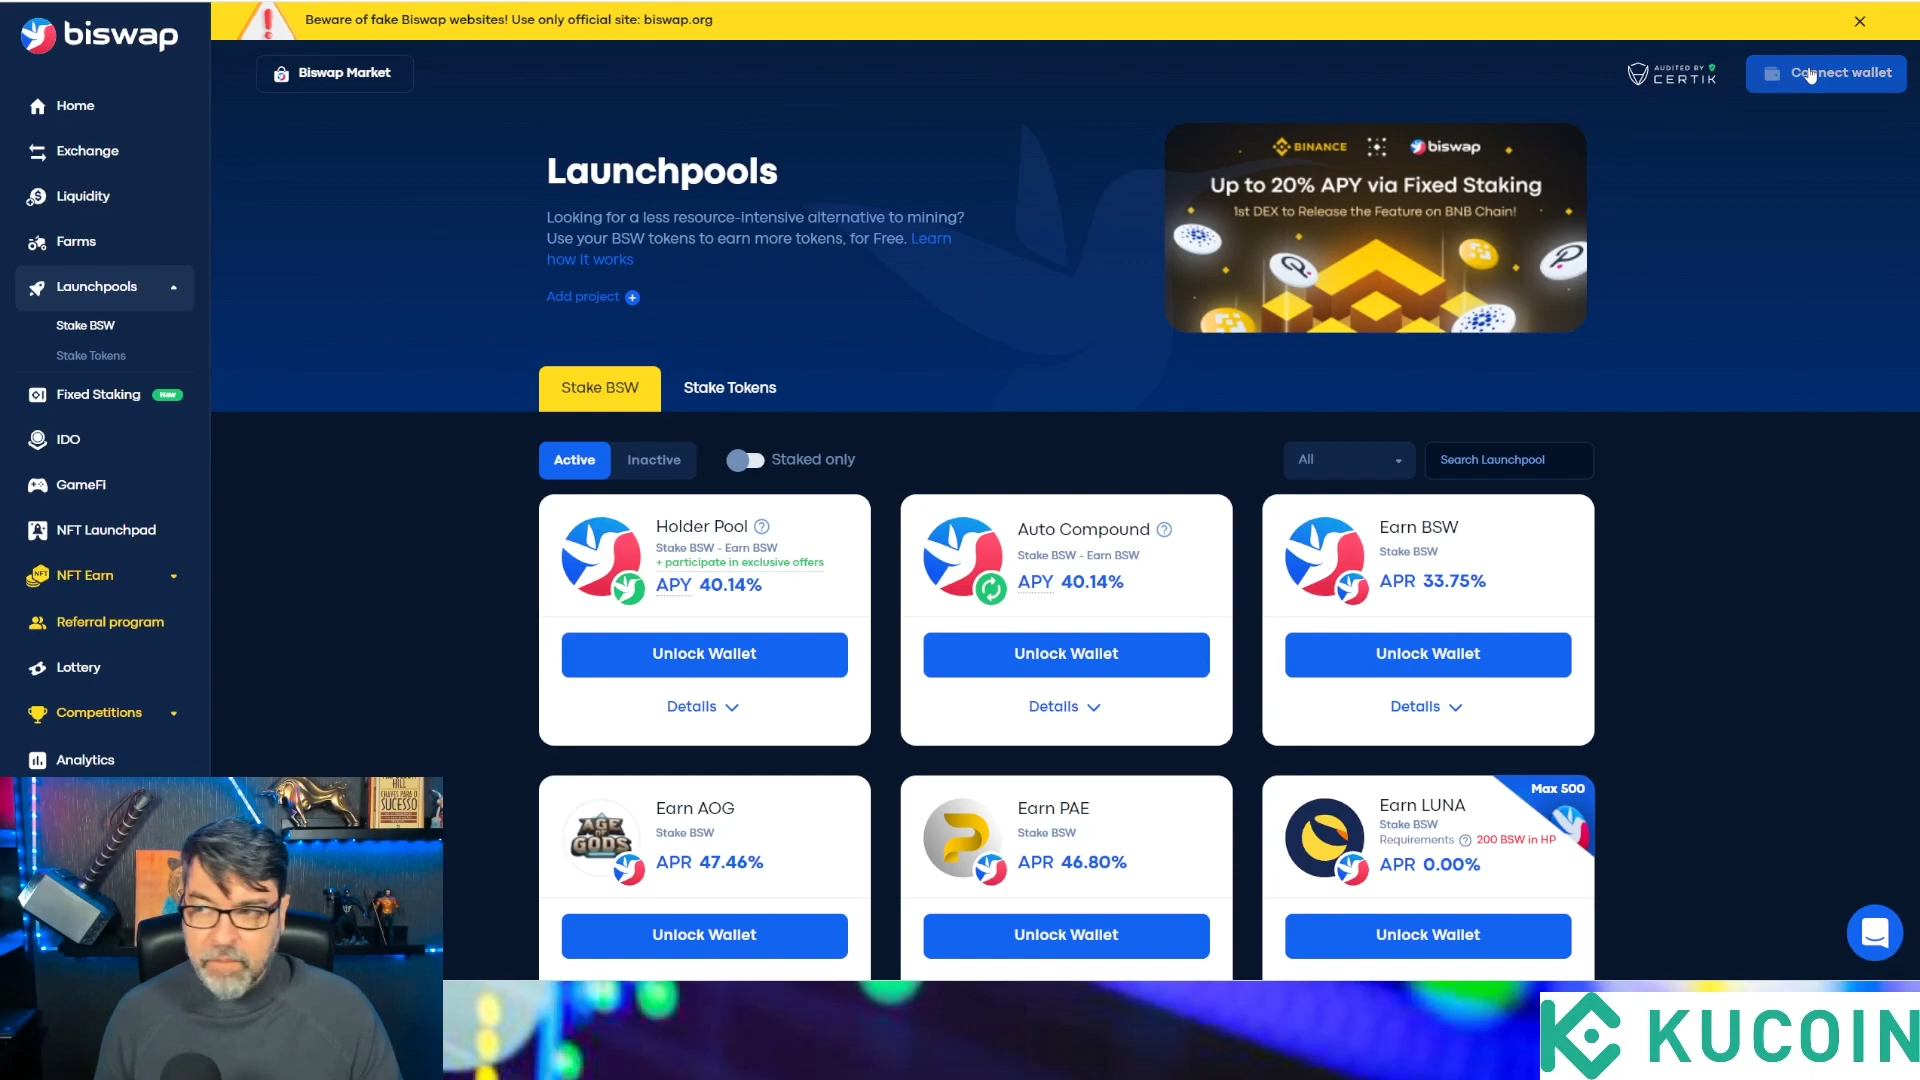 biswap
Beware of fake Biswap websites! Use only official site: biswap.org
Biswap Market
AUDITED BY
CERTIK
Connect wallet
Home
Exchange
Liquidity
Farms
Launchpools
Stake BSW
Stake Tokens
Fixed Staking New
IDO
GameFi
NFT Launchpad
NFT Earn
Referral program
Lottery
Competitions
Analytics
Launchpools
Looking for a less resource-intensive alternative to mining?
Use your BSW tokens to earn more tokens, for Free. Learn
how it works
Add project
BINANCE biswap
Up to 20% APY via Fixed Staking
1st DEX to Release the Feature on BNB Chain!
Stake BSW Stake Tokens
Active Inactive Staked only All Search Launchpool
Holder Pool
Stake BSW - Earn BSW
+ participate in exclusive offers
APY 40.14%
Unlock Wallet
Details
Auto Compound
Stake BSW - Earn BSW
APY 40.14%
Unlock Wallet
Details
Earn BSW
Stake BSW
APR 33.75%
Unlock Wallet
Details
AGE OF
GODS
Earn AOG
Stake BSW
APR 47.46%
Unlock Wallet
Earn PAE
Stake BSW
APR 46.80%
Unlock Wallet
Max 500
Earn LUNA
Stake BSW
Requirements 200 BSW in HP
APR 0.00%
Unlock Wallet
HILL
CHAVES PARA O
SUCESSO
KUCOIN